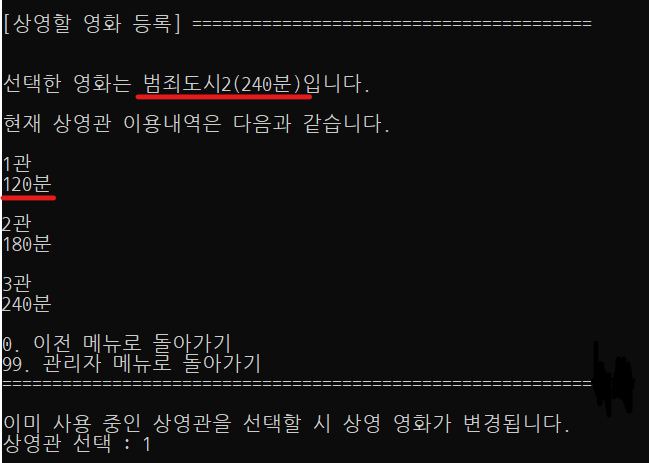 [상영할 영화 등록] ========================================
선택한 영화는 범죄도시2(240분)입니다.
현재 상영관 이용내역은 다음과 같습니다.
1관
120분
2관
180분
3관
240분
0. 이전 메뉴로 돌아가기
99. 관리자 메뉴로 돌아가기
===========================================================
이미 사용 중인 상영관을 선택할 시 상영 영화가 변경됩니다.
상영관 선택 : 1